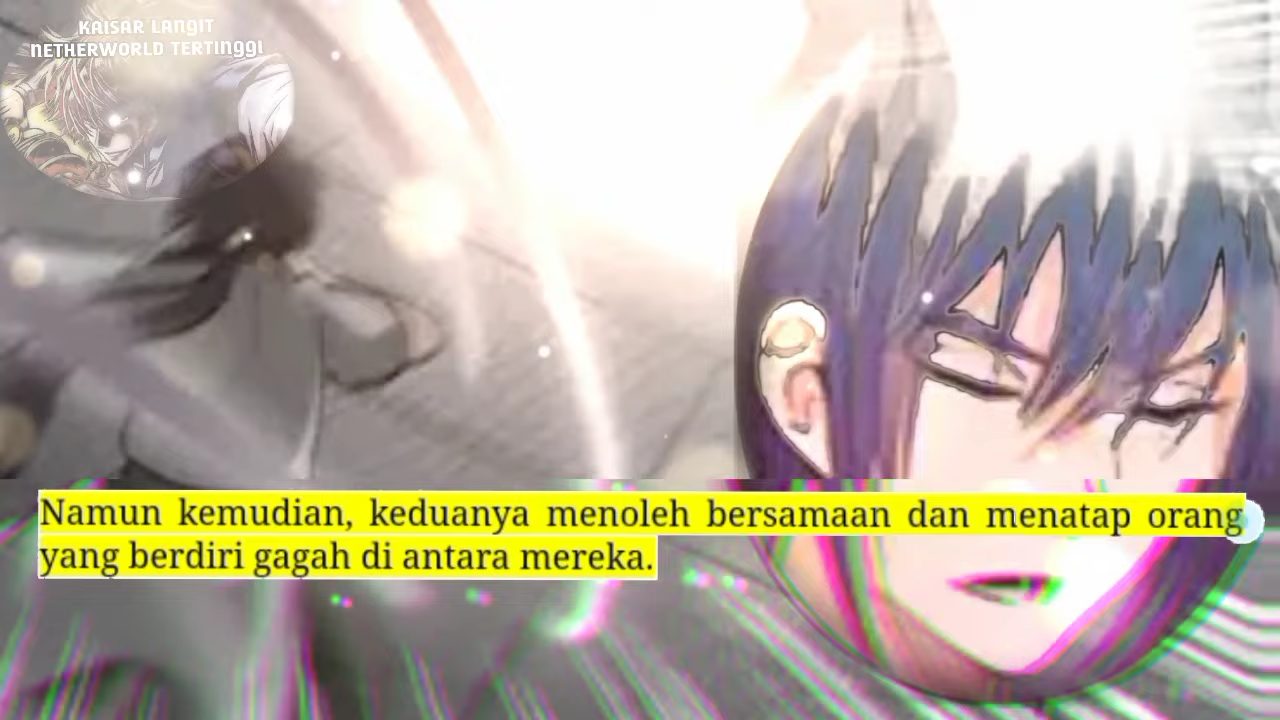 KAISAR LANGIT
NETHERWORLD TERTINGGI
Namun kemudian, keduanya menoleh bersamaan dan menatap orang
yang berdiri gagah di antara mereka.